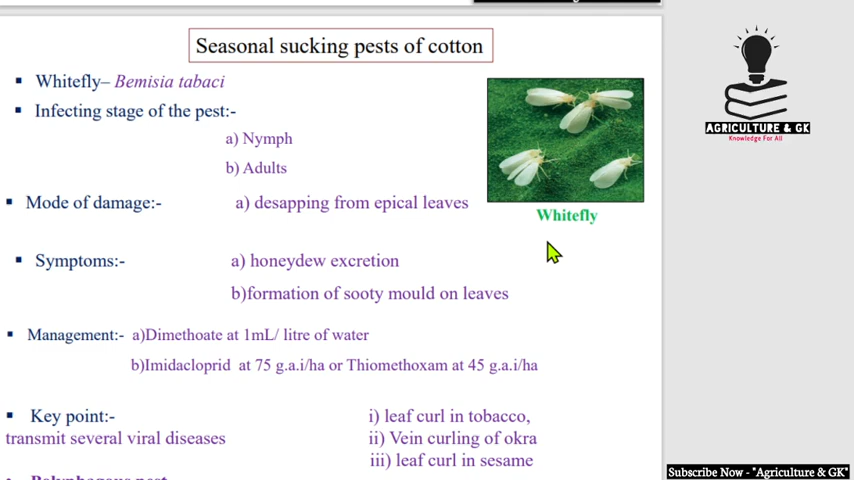 Seasonal sucking pests of cotton
Whitefly– Bemisia tabaci
Infecting stage of the pest:-
a) Nymph
b) Adults
Mode of damage:- a) desapping from epical leaves
Whitefly
Symptoms:- a) honeydew excretion
b)formation of sooty mould on leaves
Management:- a)Dimethoate at 1mL/ litre of water
b)Imidacloprid at 75 g.a.i/ha or Thiomethoxam at 45 g.a.i/ha
Key point:- i) leaf curl in tobacco,
transmit several viral diseases ii) Vein curling of okra
iii) leaf curl in sesame
AGRICULTURE & GK
Knowledge For All
Subscribe Now - "Agriculture & GK"